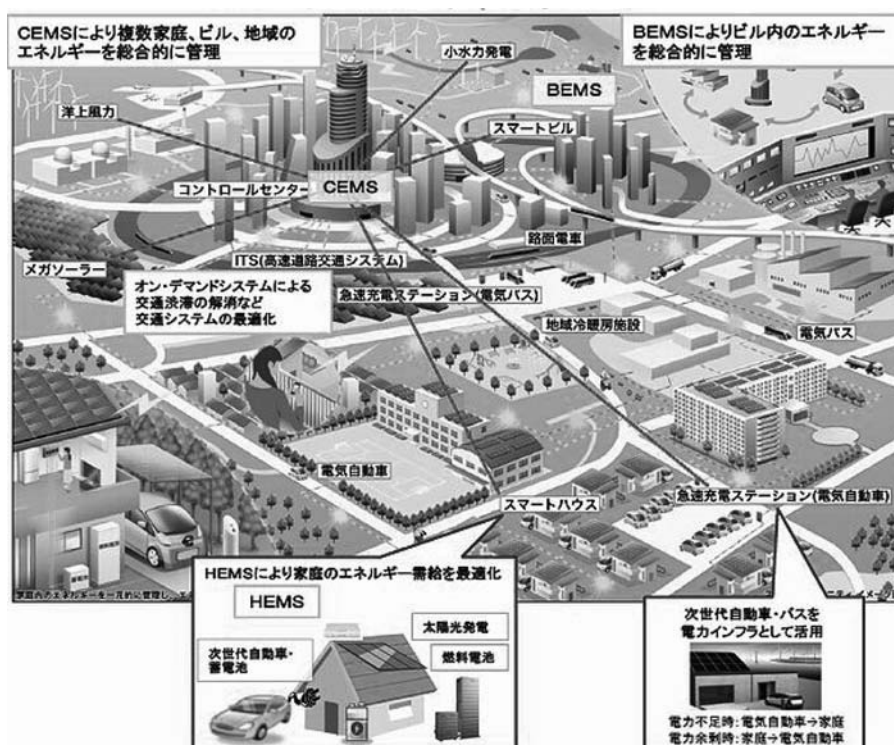 CEMSにより複数家庭、ビル、地域の
エネルギーを総合的に管理
BEMSによりビル内のエネルギー
を総合的に管理
小水力発電
BEMS
洋上風力
スマートビル
コントロールセンター
CEMS
路面電車
メガソーラー
ITS(高速道路交通システム)
オン・デマンドシステムによる
交通渋滞の解消など
交通システムの最適化
急速充電ステーション(電気バス)
地域冷暖房施設
電気バス
電気自動車
スマートハウス
急速充電ステーション(電気自動車)
HEMSにより家庭のエネルギー需給を最適化
HEMS
太陽光発電
次世代自動車・
蓄電池
燃料電池
次世代自動車・バスを
電力インフラとして活用
電力不足時:電気自動車→家庭
電力余剰時:家庭→電気自動車